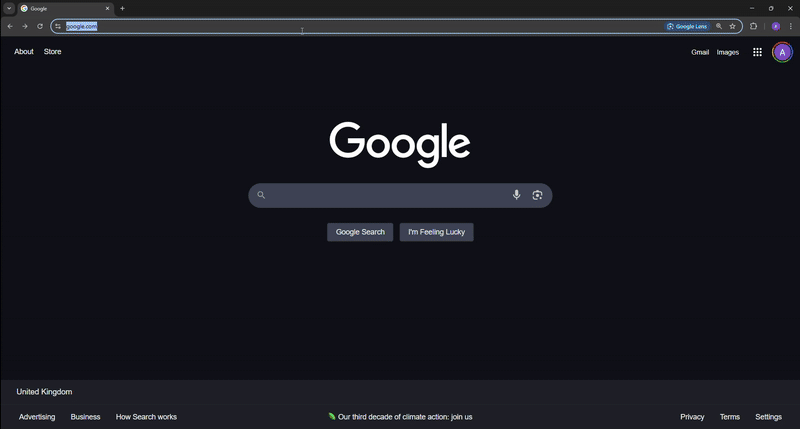 Google
google.com
Google Lens
About Store
Gmail Images
A
Google
Google Search I'm Feeling Lucky
United Kingdom
Advertising Business How Search works
Our third decade of climate action: join us
Privacy Terms Settings